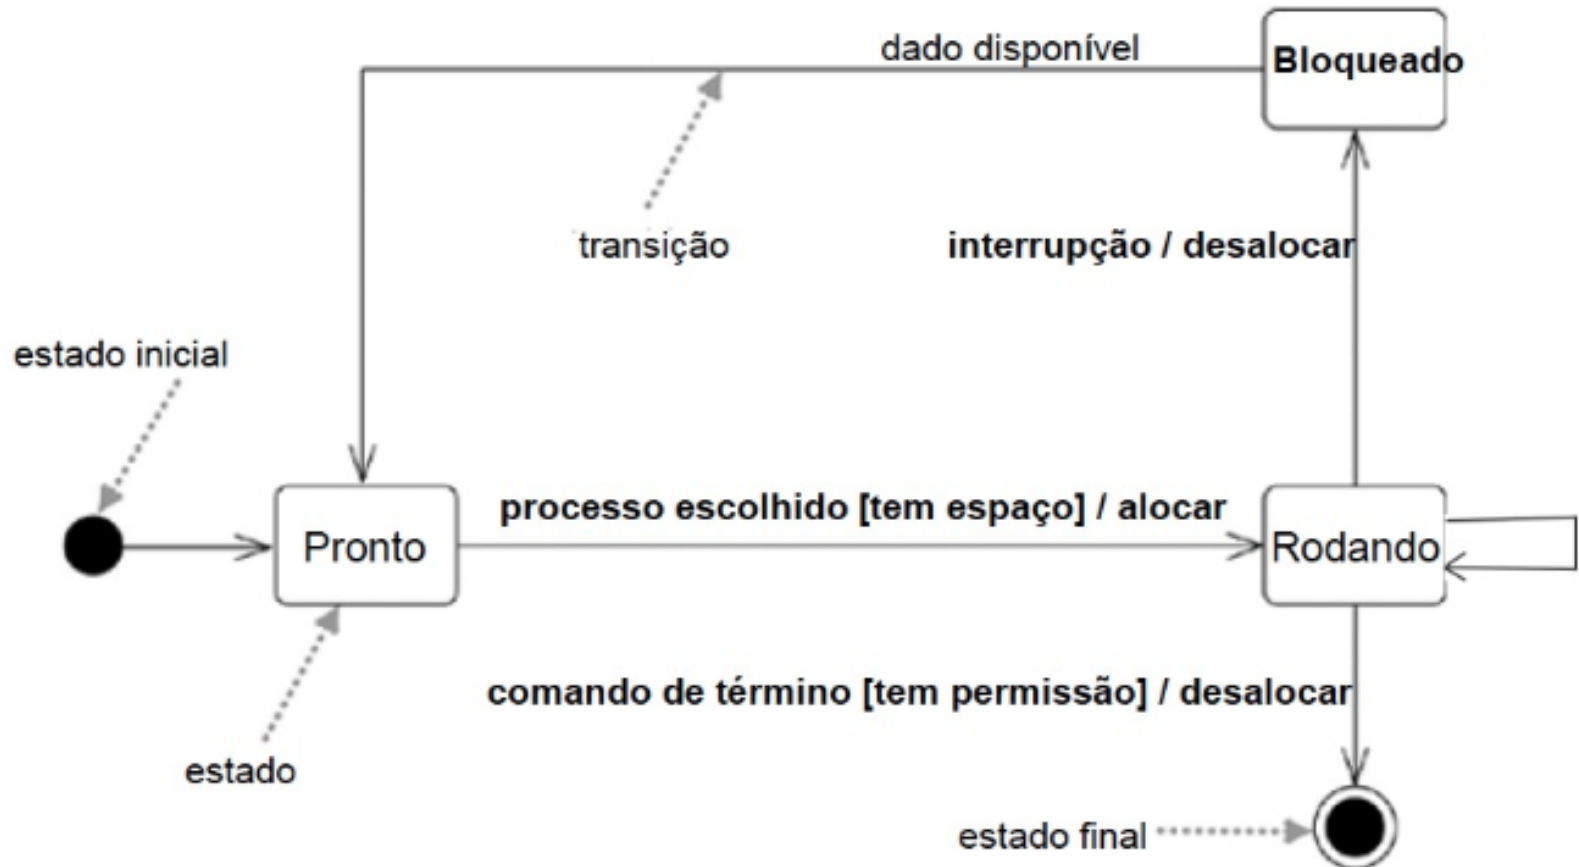 dado disponível
Bloqueado
transição
interrupção / desalocar
estado inicial
processo escolhido [tem espaço] / alocar
Pronto
Rodando
comando de término [tem permissão] / desalocar
estado
estado final